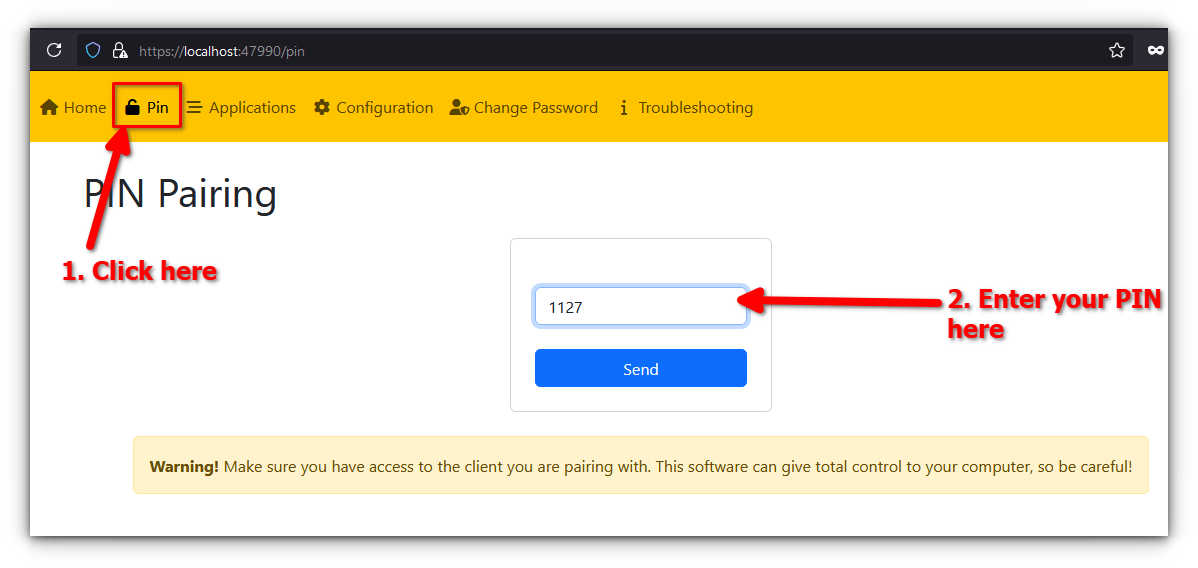 https://localhost:47990/pin
Home Pin Applications Configuration Change Password Troubleshooting
PIN Pairing
1. Click here
1127
2. Enter your PIN
here
Send
Warning! Make sure you have access to the client you are pairing with. This software can give total control to your computer, so be careful!